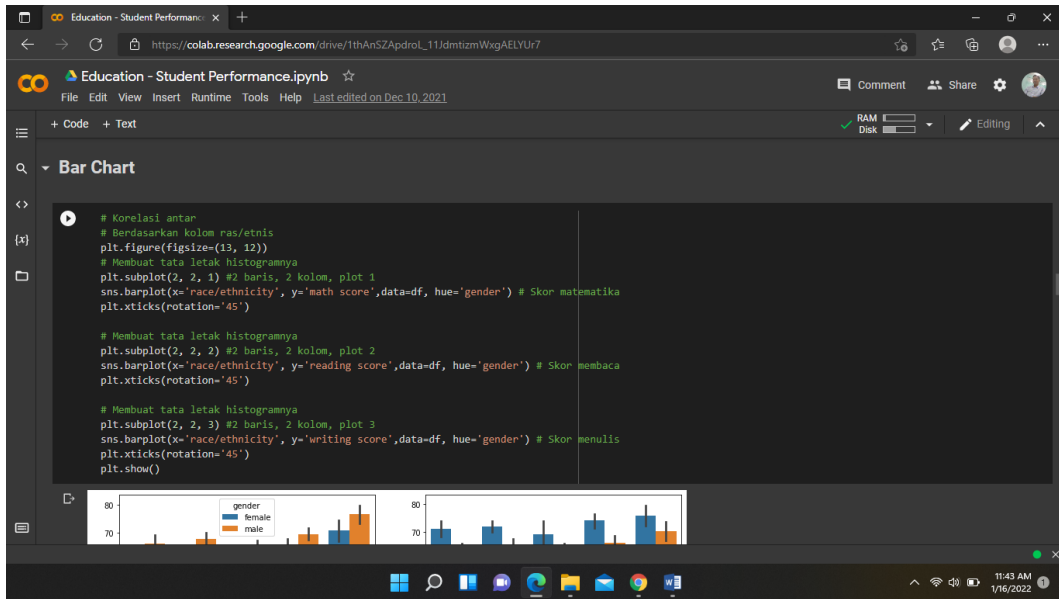 Education - Student Performance
https://colab.research.google.com/drive/1thAnSZApdroL_11JdmtizmWxgAELYUr7
Education - Student Performance.ipynb
Comment
Share
File Edit View Insert Runtime Tools Help Last edited on Dec 10, 2021
+ Code + Text
RAM
Disk
Editing
Bar Chart
# Korelasi antar
# Berdasarkan kolom ras/etnis
plt.figure(figsize=(13, 12))
# Membuat tata letak histogramnya
plt.subplot(2, 2, 1) #2 baris, 2 kolom, plot 1
sns.barplot(x='race/ethnicity', y='math score',data=df, hue='gender') # Skor matematika
plt.xticks(rotation='45')
# Membuat tata letak histogramnya
plt.subplot(2, 2, 2) #2 baris, 2 kolom, plot 2
sns.barplot(x='race/ethnicity', y='reading score',data=df, hue='gender') # Skor membaca
plt.xticks(rotation='45')
# Membuat tata letak histogramnya
plt.subplot(2, 2, 3) #2 baris, 2 kolom, plot 3
sns.barplot(x='race/ethnicity', y='writing score',data=df, hue='gender') # Skor menulis
plt.xticks(rotation='45')
plt.show()
80
gender
female
male
70
80
70
11:43 AM
1/16/2022
1